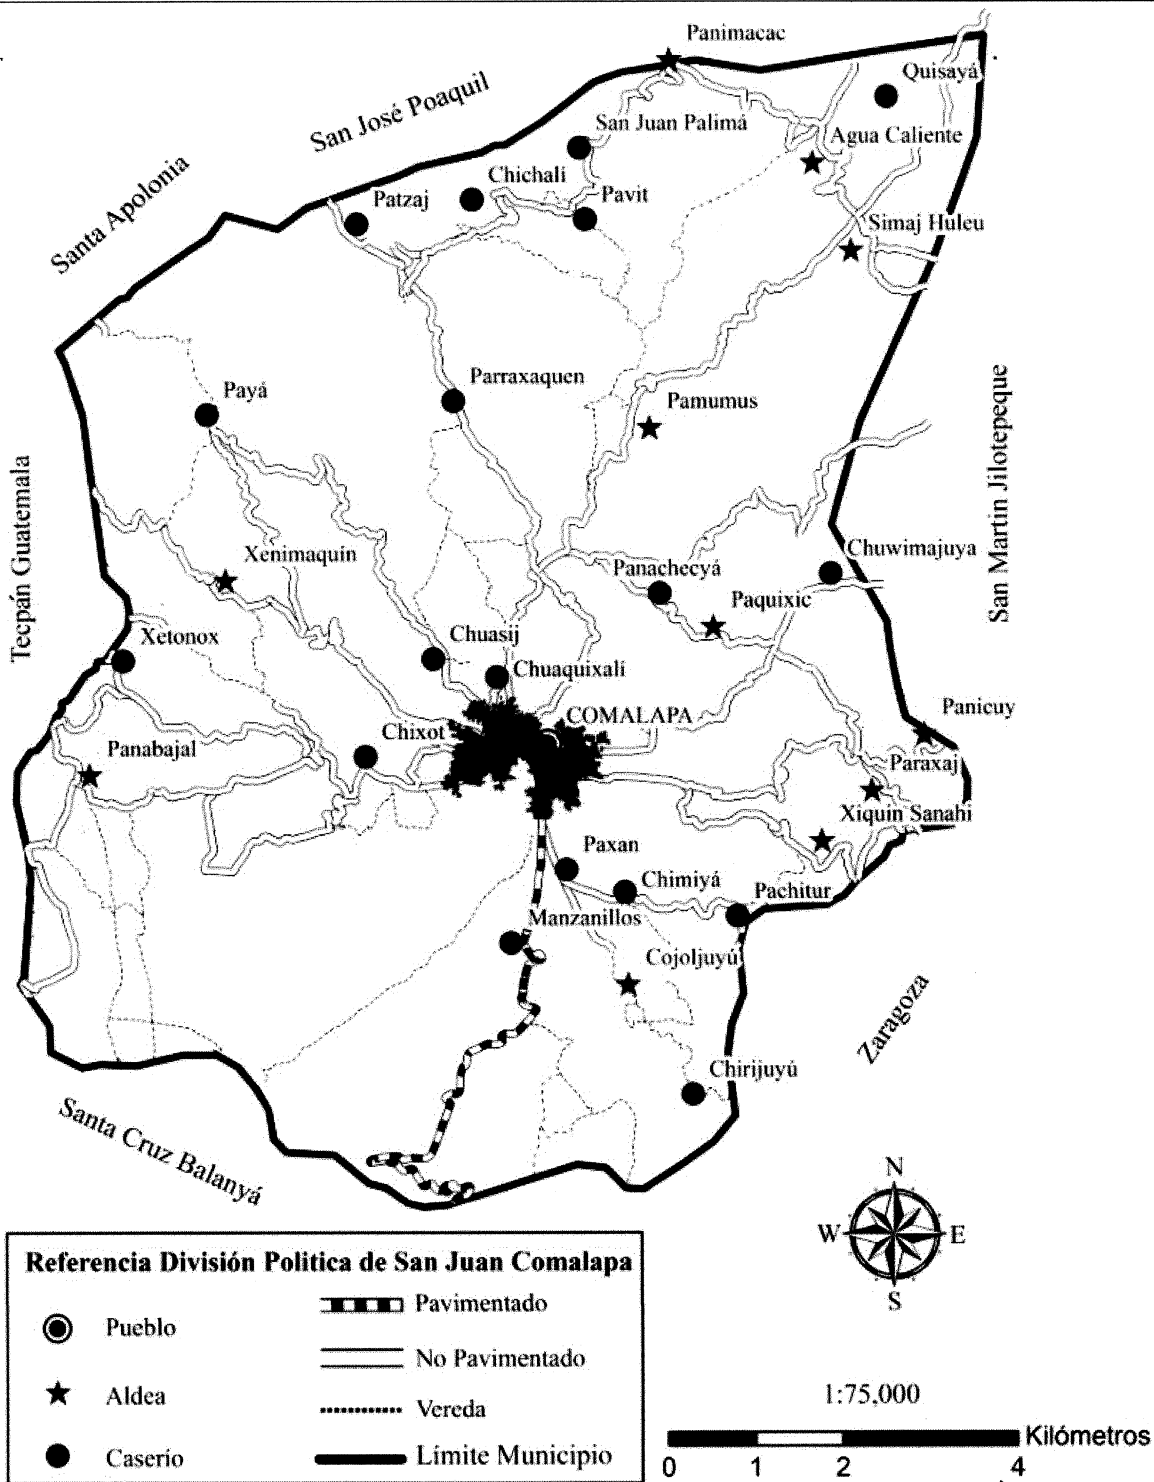 Panimacac
Quisayá
San José Poaquil
San Juan Palimá
Agua Caliente
Santa Apolonia
Chichali
Patzaj
Pavit
Simaj Huleu
Parraxaquen
Payá
Pamumus
San Martin Jilotepeque
Tecpán Guatemala
Xenimaquin
Panachecyá
Chuwimajuya
Paquixic
Xetonox
Chuasij
Chuaquixali
COMALAPA
Panicuy
Chixot
Panabajal
Paraxaj
Xiquin Sanahi
Paxan
Chimiyá
Pachitur
Manzanillos
Cojoljuyú
Zaragoza
Chirijuyú
Santa Cruz Balanyá
N
W
E
S
Referencia División Politica de San Juan Comalapa
Pueblo
Aldea
Caserío
Pavimentado
No Pavimentado
Vereda
Límite Municipio
1:75,000
Kilómetros
0 1 2 4